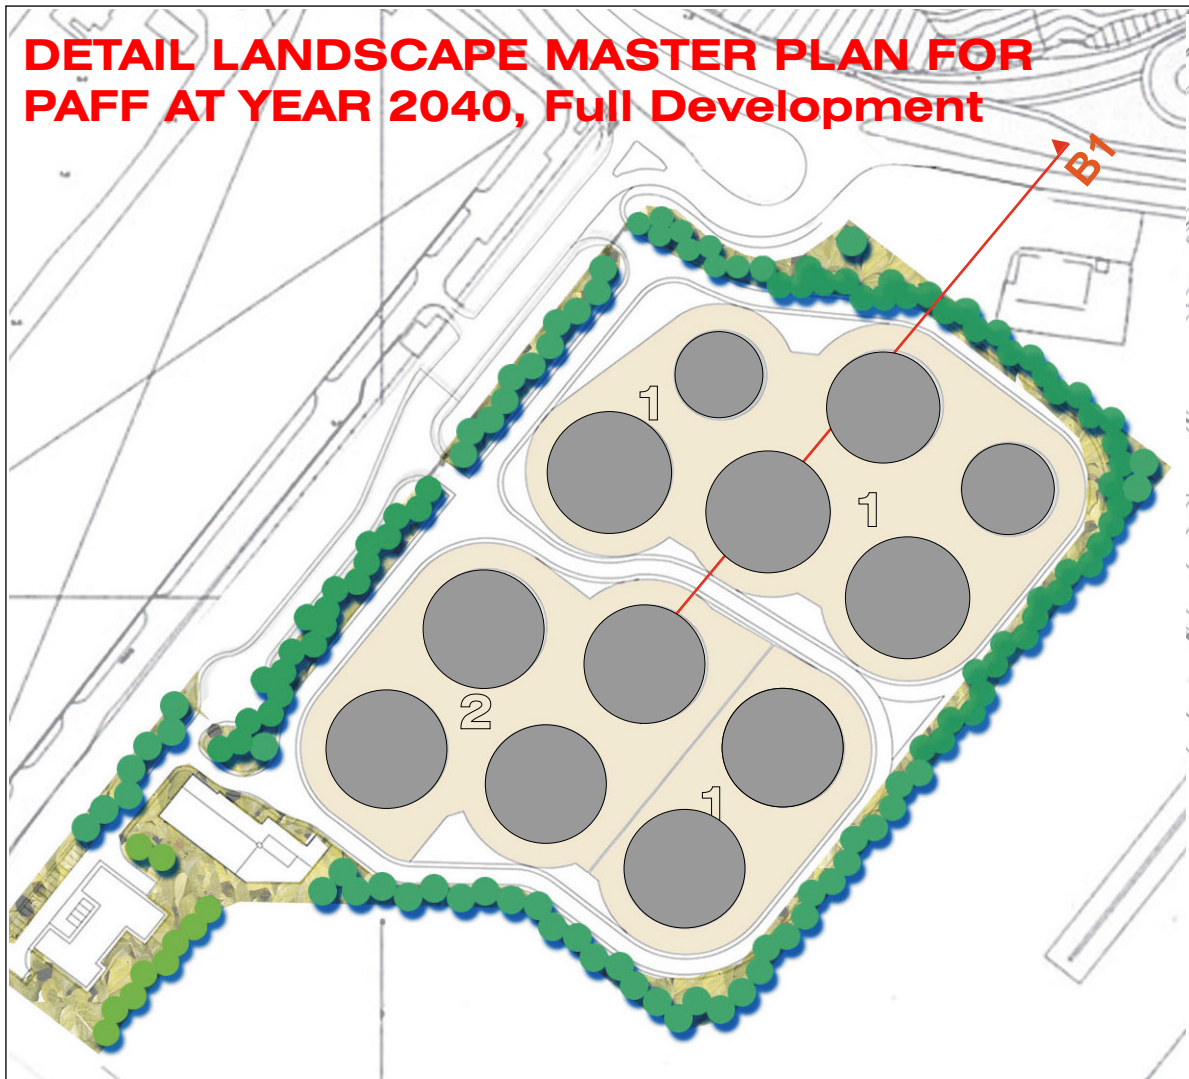 DETAIL LANDSCAPE MASTER PLAN FOR
PAFF AT YEAR 2040, Full Development
B1
1
1
2
1